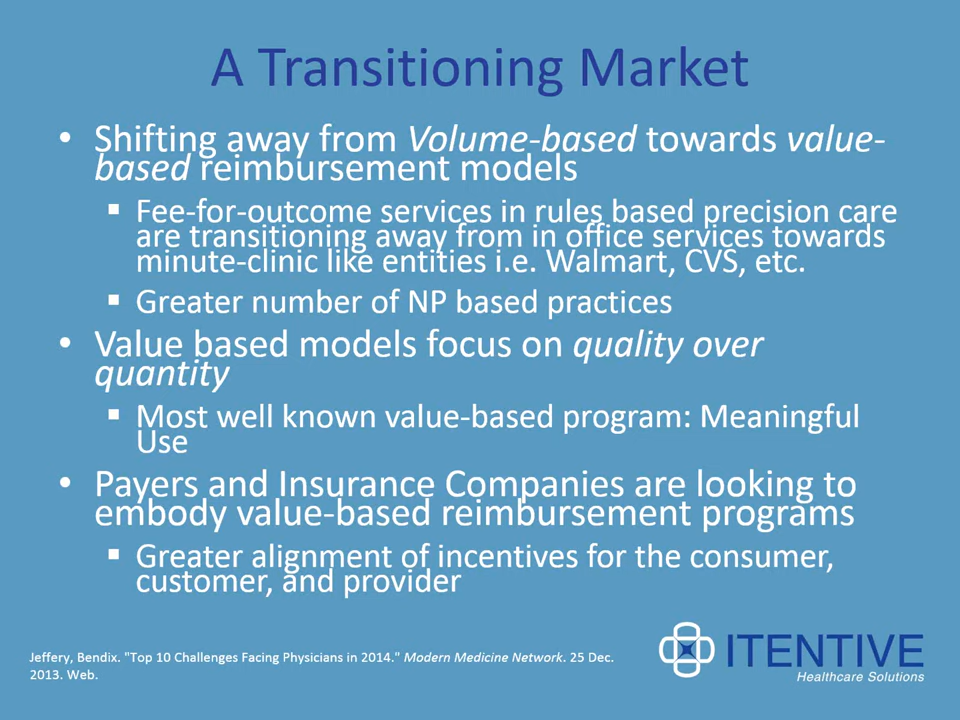 A Transitioning Market
• Shifting away from Volume-based towards value-
based reimbursement models
▪ Fee-for-outcome services in rules based precision care
are transitioning away from in office services towards
minute-clinic like entities i.e. Walmart, CVS, etc.
▪ Greater number of NP based practices
• Value based models focus on quality over
quantity
▪ Most well known value-based program: Meaningful
Use
• Payers and Insurance Companies are looking to
embody value-based reimbursement programs
▪ Greater alignment of incentives for the consumer,
customer, and provider
Jeffery, Bendix. "Top 10 Challenges Facing Physicians in 2014." Modern Medicine Network. 25 Dec.
2013. Web.
ITENTIVE
Healthcare Solutions